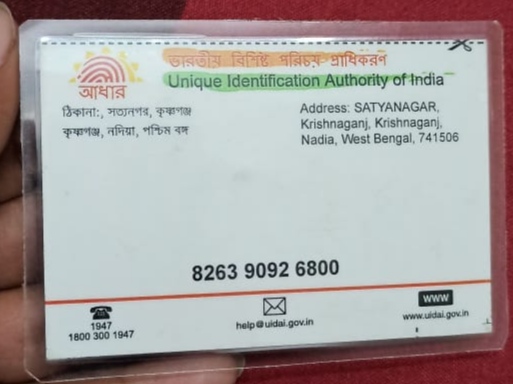 ভারতীয় বিশিষ্ট পরিচয় প্রাধিকরণ
Unique Identification Authority of India
আধার
ঠিকানা:, সত্যনগর, কৃষ্ণগঞ্জ
কৃষ্ণগঞ্জ, নদিয়া, পশ্চিম বঙ্গ
Address: SATYANAGAR,
Krishnaganj, Krishnaganj,
Nadia, West Bengal, 741506
8263 9092 6800
1947
1800 300 1947
help@uidai.gov.in
www
www.uidai.gov.in